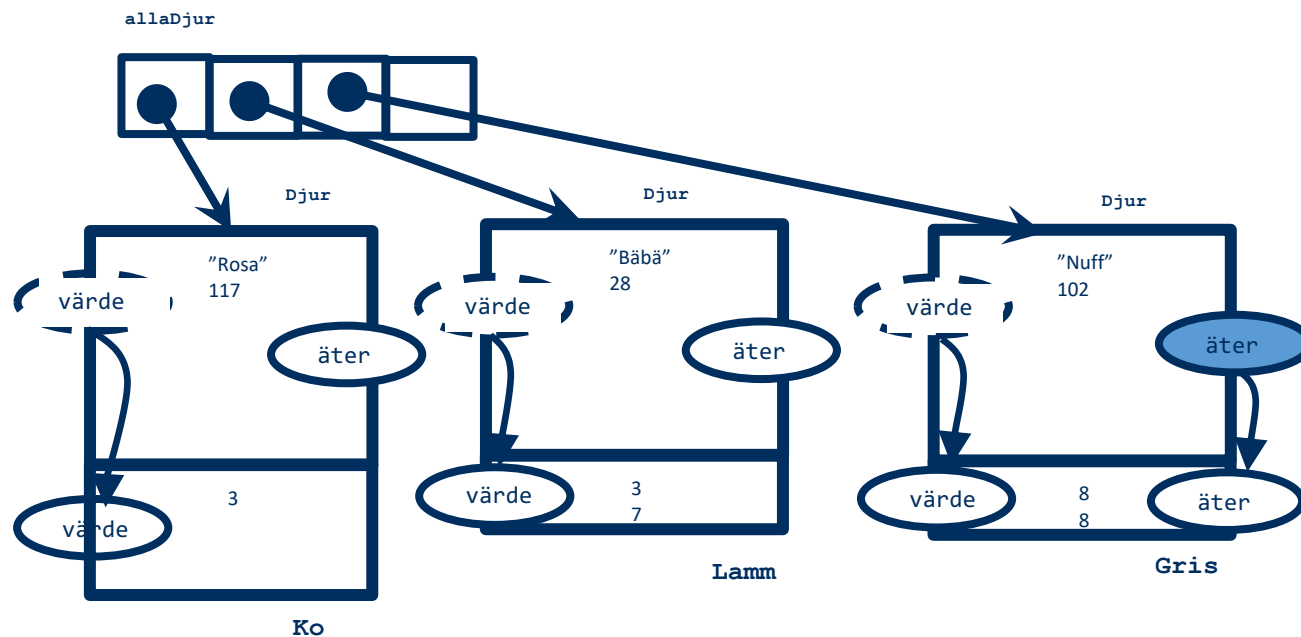 allaDjur
Djur
Djur
Djur
”Rosa”
117
värde
äter
3
värde
Ko
”Bäbä”
28
värde
äter
värde
3
7
Lamm
”Nuff”
102
värde
äter
värde
8
8
äter
Gris